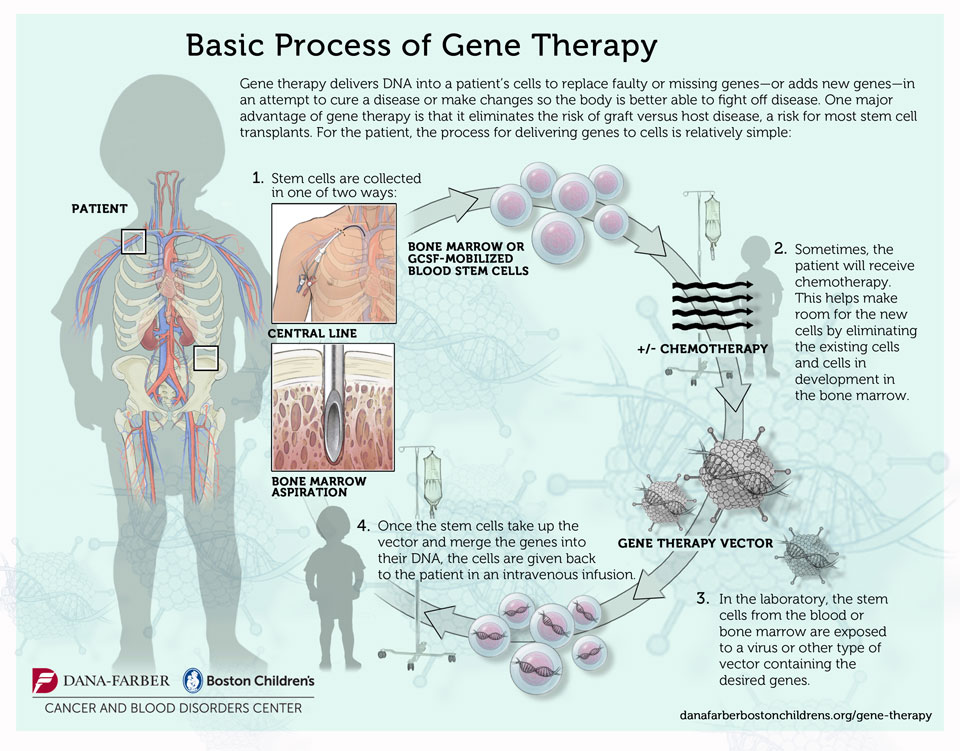 Basic Process of Gene Therapy
Gene therapy delivers DNA into a patient's cells to replace faulty or missing genes—or adds new genes—in
an attempt to cure a disease or make changes so the body is better able to fight off disease. One major
advantage of gene therapy is that it eliminates the risk of graft versus host disease, a risk for most stem cell
transplants. For the patient, the process for delivering genes to cells is relatively simple:
PATIENT
1. Stem cells are collected
in one of two ways:
CENTRAL LINE
BONE MARROW
ASPIRATION
BONE MARROW OR
GCSF-MOBILIZED
BLOOD STEM CELLS
+/- CHEMOTHERAPY
2. Sometimes, the
patient will receive
chemotherapy.
This helps make
room for the new
cells by eliminating
the existing cells
and cells in
development in
the bone marrow.
GENE THERAPY VECTOR
3. In the laboratory, the stem
cells from the blood or
bone marrow are exposed
to a virus or other type of
vector containing the
desired genes.
4. Once the stem cells take up the
vector and merge the genes into
their DNA, the cells are given back
to the patient in an intravenous infusion.
DANA-FARBER Boston Children's
CANCER AND BLOOD DISORDERS CENTER
danafarberbostonchildrens.org/gene-therapy